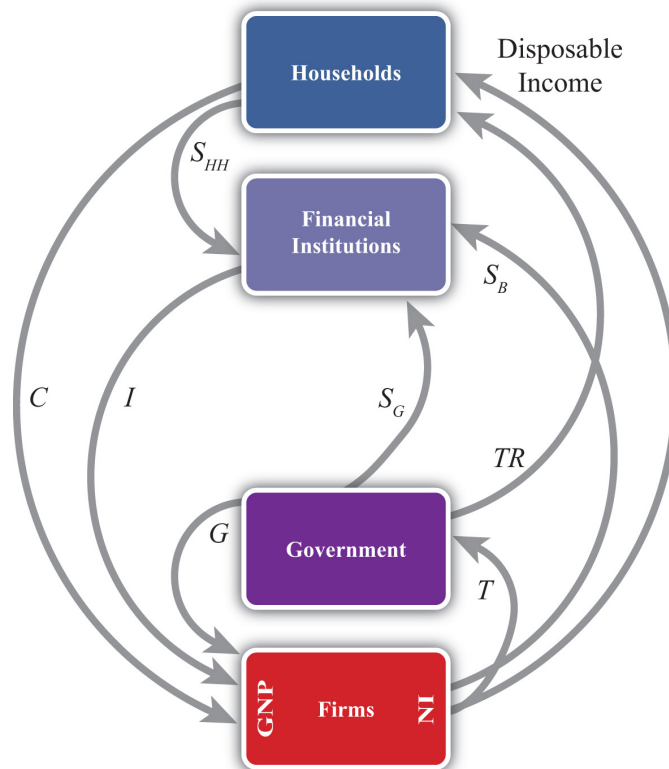 Households
Disposable
Income
S_HH
Financial
Institutions
S_B
C
I
S_G
TR
G
Government
T
GNP
Firms
NI